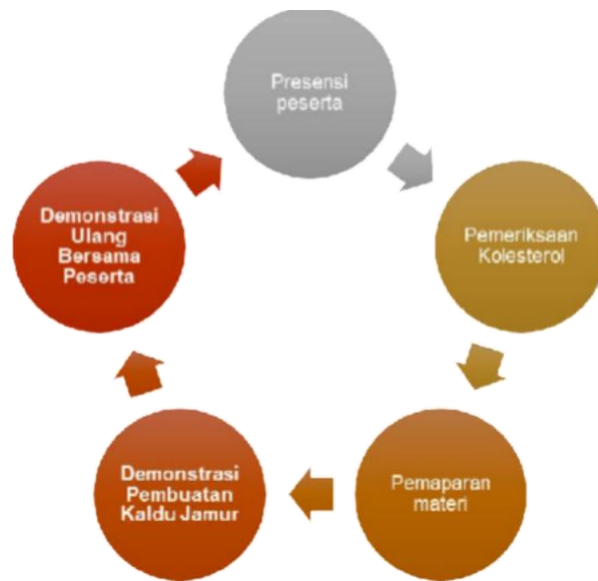 Presensi
peserta
Pemeriksaan
Kolesterol
Pemaparan
materi
Demonstrasi
Pembuatan
Kaldu Jamur
Demonstrasi
Ulang
Bersama
Peserta